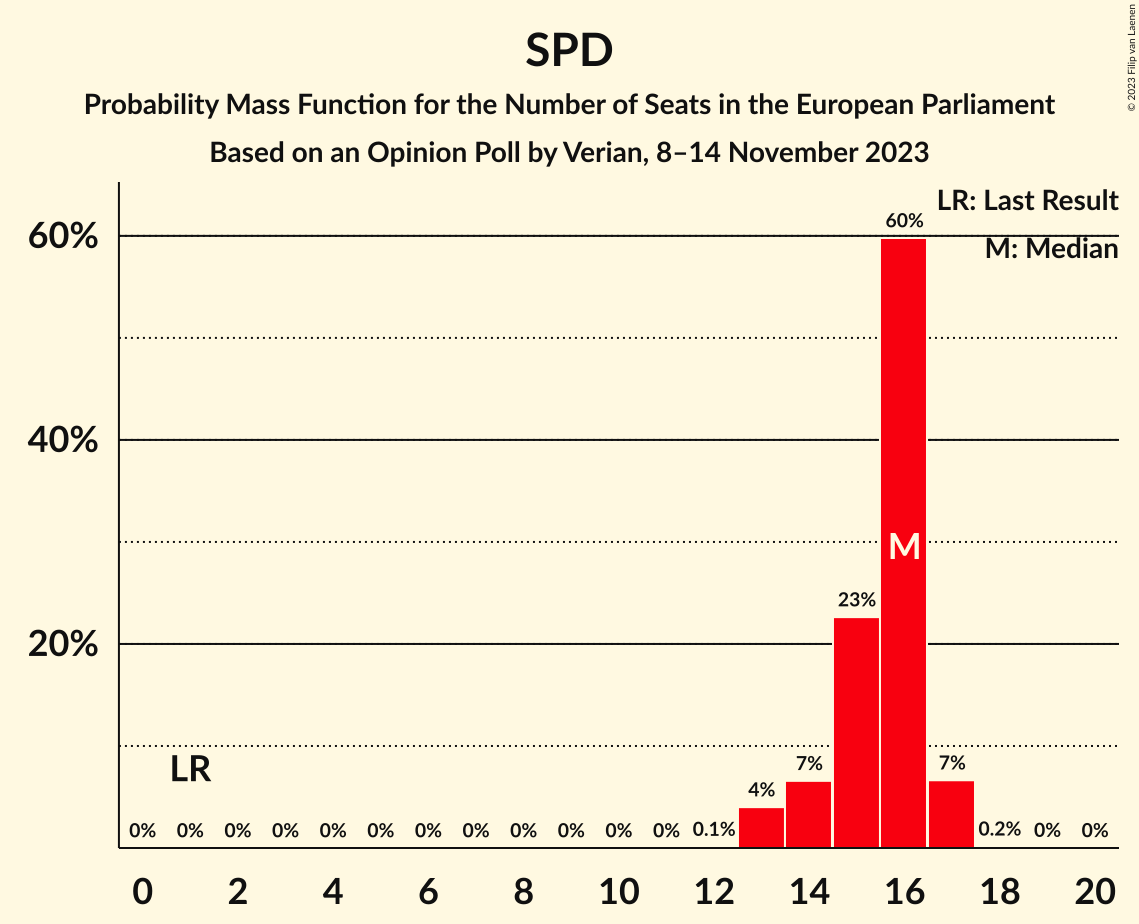 SPD
Probability Mass Function for the Number of Seats in the European Parliament
Based on an Opinion Poll by Verian, 8–14 November 2023
© 2023 Filip van Laenen
LR: Last Result
M: Median
60%
40%
20%
60%
M
23%
LR
7%
7%
4%
0% 0% 0% 0% 0% 0% 0% 0% 0% 0% 0% 0% 0.1% 0.2% 0% 0%
0 2 4 6 8 10 12 14 16 18 20